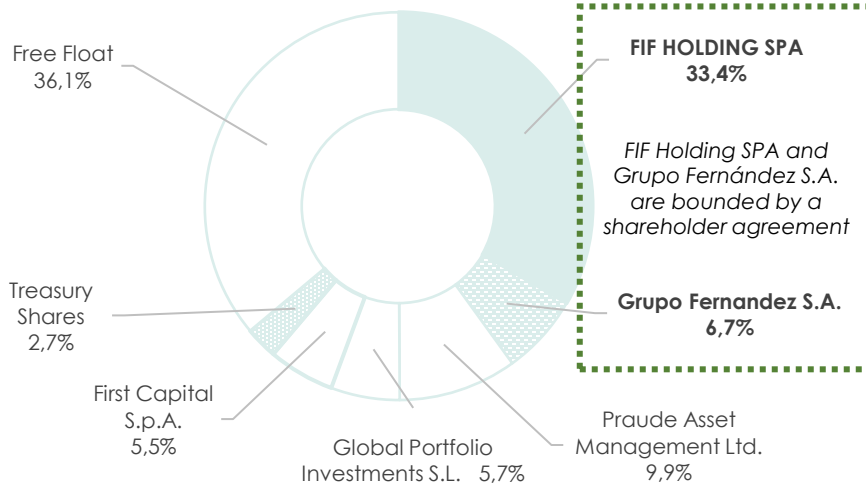 Free Float
36,1%
FIF HOLDING SPA
33,4%
FIF Holding SPA and
Grupo Fernández S.A.
are bounded by a
shareholder agreement
Grupo Fernandez S.A.
6,7%
Treasury
Shares
2,7%
First Capital
S.p.A.
5,5%
Global Portfolio
Investments S.L. 5,7%
Praude Asset
Management Ltd.
9,9%